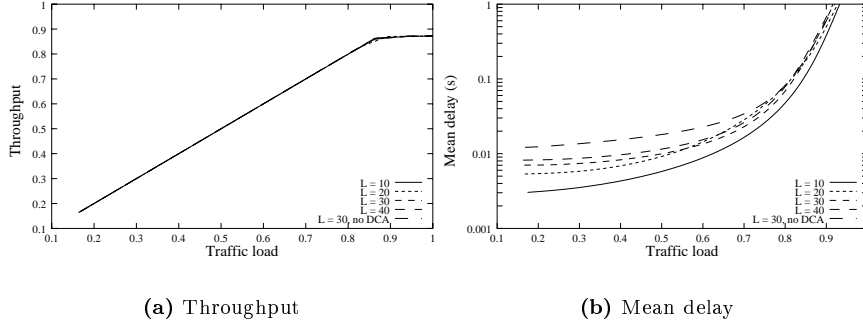 1
0.9
0.8
0.7
0.6
0.5
0.4
0.3
0.2
0.1
Throughput
L = 10
L = 20
L = 30
L = 40
L = 30, no DCA
0.1 0.2 0.3 0.4 0.5 0.6 0.7 0.8 0.9 1
Traffic load
(a) Throughput
1
0.1
0.01
0.001
Mean delay (s)
L = 10
L = 20
L = 30
L = 40
L = 30, no DCA
0.1 0.2 0.3 0.4 0.5 0.6 0.7 0.8 0.9
Traffic load
(b) Mean delay